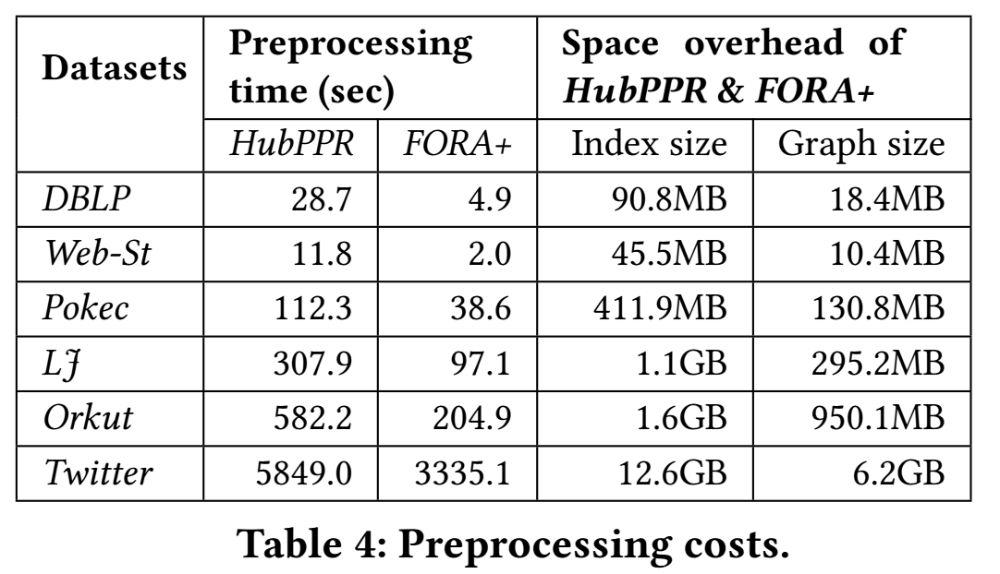 Datasets Preprocessing time (sec) Space overhead of HubPPR & FORA+
HubPPR FORA+ Index size Graph size
DBLP 28.7 4.9 90.8MB 18.4MB
Web-St 11.8 2.0 45.5MB 10.4MB
Pokec 112.3 38.6 411.9MB 130.8MB
LJ 307.9 97.1 1.1GB 295.2MB
Orkut 582.2 204.9 1.6GB 950.1MB
Twitter 5849.0 3335.1 12.6GB 6.2GB
Table 4: Preprocessing costs.